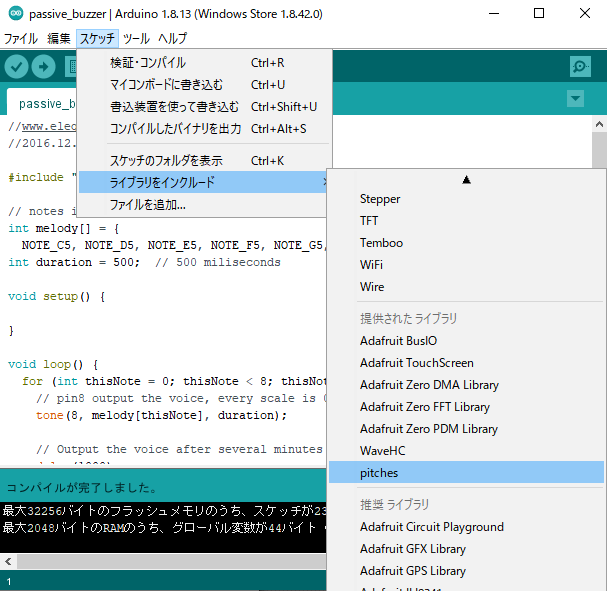 passive_buzzer | Arduino 1.8.13 (Windows Store 1.8.42.0)
ファイル 編集 スケッチ ツール ヘルプ
検証・コンパイル Ctrl+R
マイコンボードに書き込む Ctrl+U
書込装置を使って書き込む Ctrl+Shift+U
コンパイルしたバイナリを出力 Ctrl+Alt+S
スケッチのフォルダを表示 Ctrl+K
ライブラリをインクルード
ファイルを追加...
passive_b
//www.elec
//2016.12.
#include "
// notes i
int melody[] = {
NOTE_C5, NOTE_D5, NOTE_E5, NOTE_F5, NOTE_G5,
int duration = 500;  // 500 miliseconds
void setup() {
}
void loop() {
for (int thisNote = 0; thisNote < 8; thisNot
// pin8 output the voice, every scale is
tone(8, melody[thisNote], duration);
// Output the voice after several minutes
Stepper
TFT
Temboo
WiFi
Wire
提供された ライブラリ
Adafruit BusIO
Adafruit TouchScreen
Adafruit Zero DMA Library
Adafruit Zero FFT Library
Adafruit Zero PDM Library
WaveHC
pitches
推奨 ライブラリ
Adafruit Circuit Playground
Adafruit GFX Library
Adafruit GPS Library
コンパイルが完了しました。
最大32256バイトのフラッシュメモリのうち、スケッチが23
最大2048バイトのRAMのうち、グローバル変数が44バイト
1